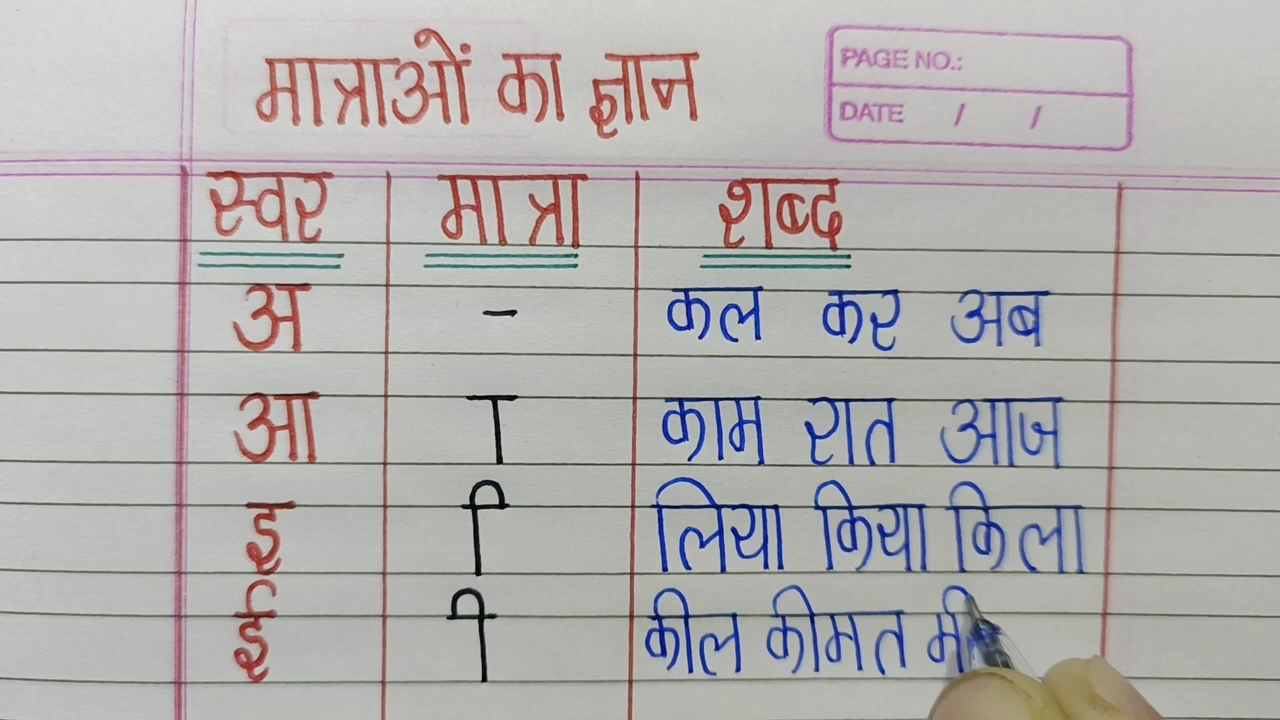 मात्राओं का ज्ञान
PAGE NO.:
DATE / /
स्वर मात्रा शब्द
अ - कल कर अब
आ ा काम रात आज
इ ि लिया किया किला
ई ी कील कीमत